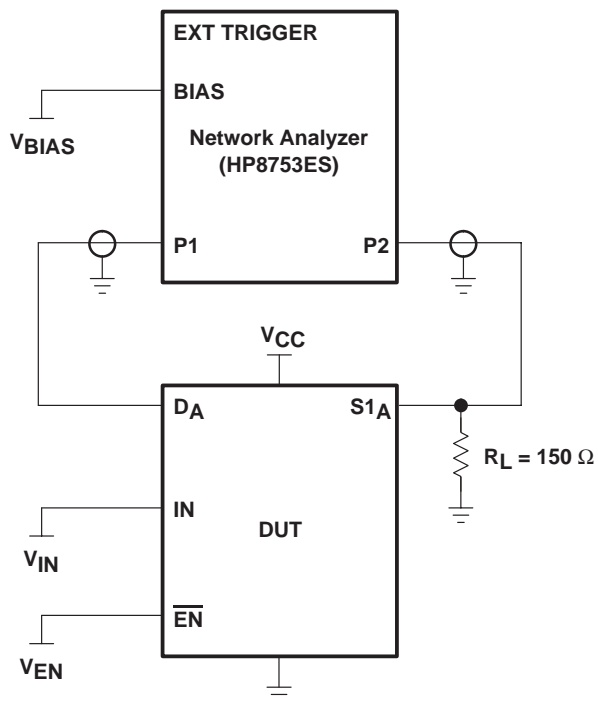 EXT TRIGGER
BIAS
VBIAS
Network Analyzer
(HP8753ES)
P1
P2
VCC
DA
S1A
RL = 150 Ω
IN
DUT
VIN
EN
VEN